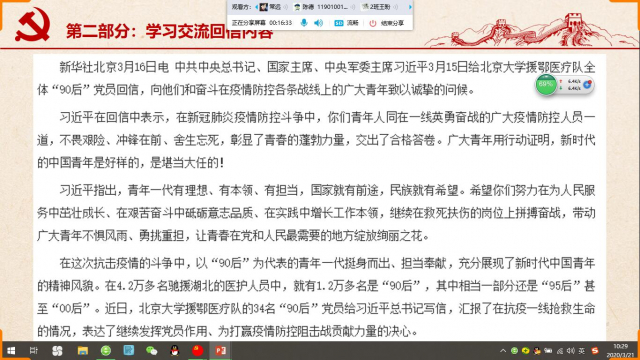 观看方: 常远 陈婷 11901001... 2班王盼
正在分享屏幕 00:16:33 流畅 结束分享
第二部分：学习交流回信内容
新华社北京3月16日电 中共中央总书记、国家主席、中央军委主席习近平3月15日给北京大学援鄂医疗队全
体“90后”党员回信，向他们和奋斗在疫情防控各条战线上的广大青年致以诚挚的问候。
习近平在回信中表示，在新冠肺炎疫情防控斗争中，你们青年人同在一线英勇奋战的广大疫情防控人员一
道，不畏艰险、冲锋在前、舍生忘死，彰显了青春的蓬勃力量，交出了合格答卷。广大青年用行动证明，新时代
的中国青年是好样的，是堪当大任的！
习近平指出，青年一代有理想、有本领、有担当，国家就有前途，民族就有希望。希望你们努力在为人民服
务中茁壮成长、在艰苦奋斗中砥砺意志品质、在实践中增长工作本领，继续在救死扶伤的岗位上拼搏奋战，带动
广大青年不惧风雨、勇挑重担，让青春在党和人民最需要的地方绽放绚丽之花。
在这次抗击疫情的斗争中，以“90后”为代表的青年一代挺身而出、担当奉献，充分展现了新时代中国青年
的精神风貌。在4.2万多名驰援湖北的医护人员中，就有1.2万多名是“90后”，其中相当一部分还是“95后”甚
至“00后”。近日，北京大学援鄂医疗队的34名“90后”党员给习近平总书记写信，汇报了在抗疫一线抢救生命
的情况，表达了继续发挥党员作用、为打赢疫情防控阻击战贡献力量的决心。
10:29
2020/3/21